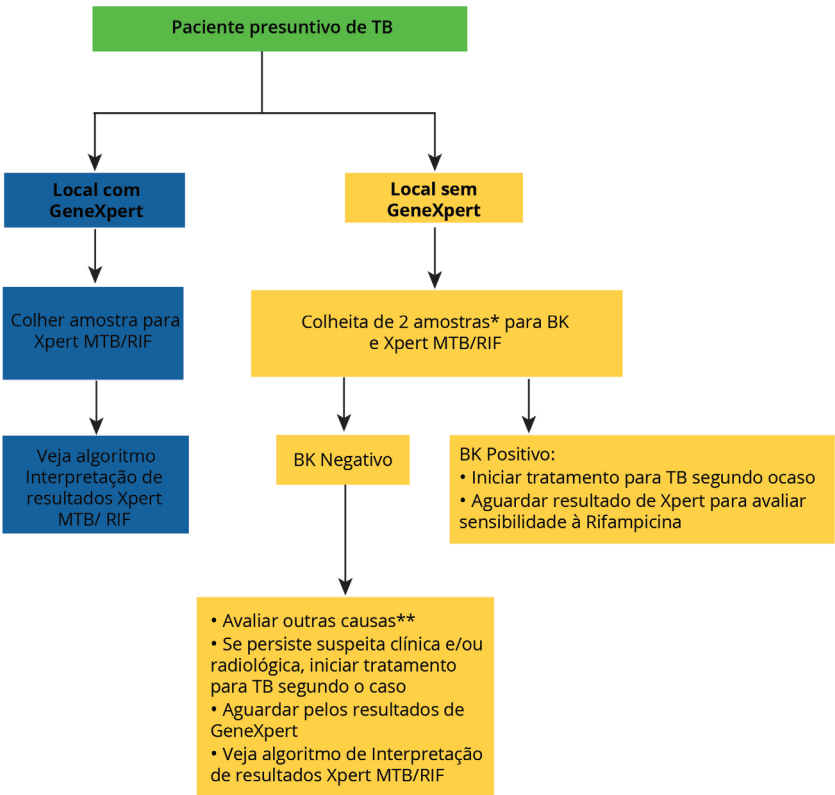 Paciente presuntivo de TB
Local com
GeneXpert
Local sem
GeneXpert
Colher amostra para
Xpert MTB/RIF
Colheita de 2 amostras* para BK
e Xpert MTB/RIF
Veja algoritmo
Interpretação de
resultados Xpert
MTB/ RIF
BK Negativo
BK Positivo:
• Iniciar tratamento para TB segundo ocaso
• Aguardar resultado de Xpert para avaliar
sensibilidade à Rifampicina
• Avaliar outras causas**
• Se persiste suspeita clínica e/ou
radiológica, iniciar tratamento
para TB segundo o caso
• Aguardar pelos resultados de
GeneXpert
• Veja algoritmo de Interpretação
de resultados Xpert MTB/RIF